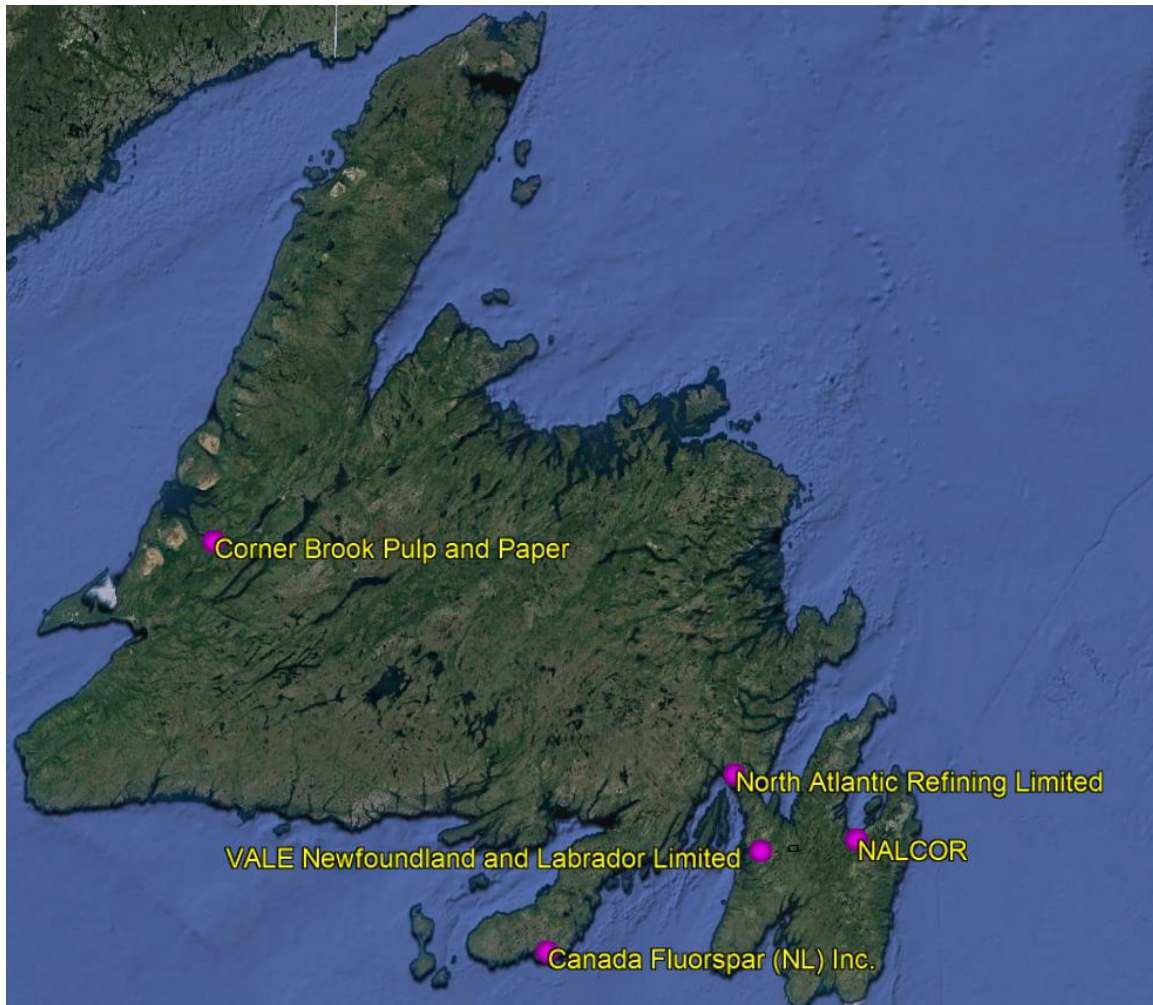 Corner Brook Pulp and Paper
North Atlantic Refining Limited
VALE Newfoundland and Labrador Limited
NALCOR
Canada Fluorspar (NL) Inc.